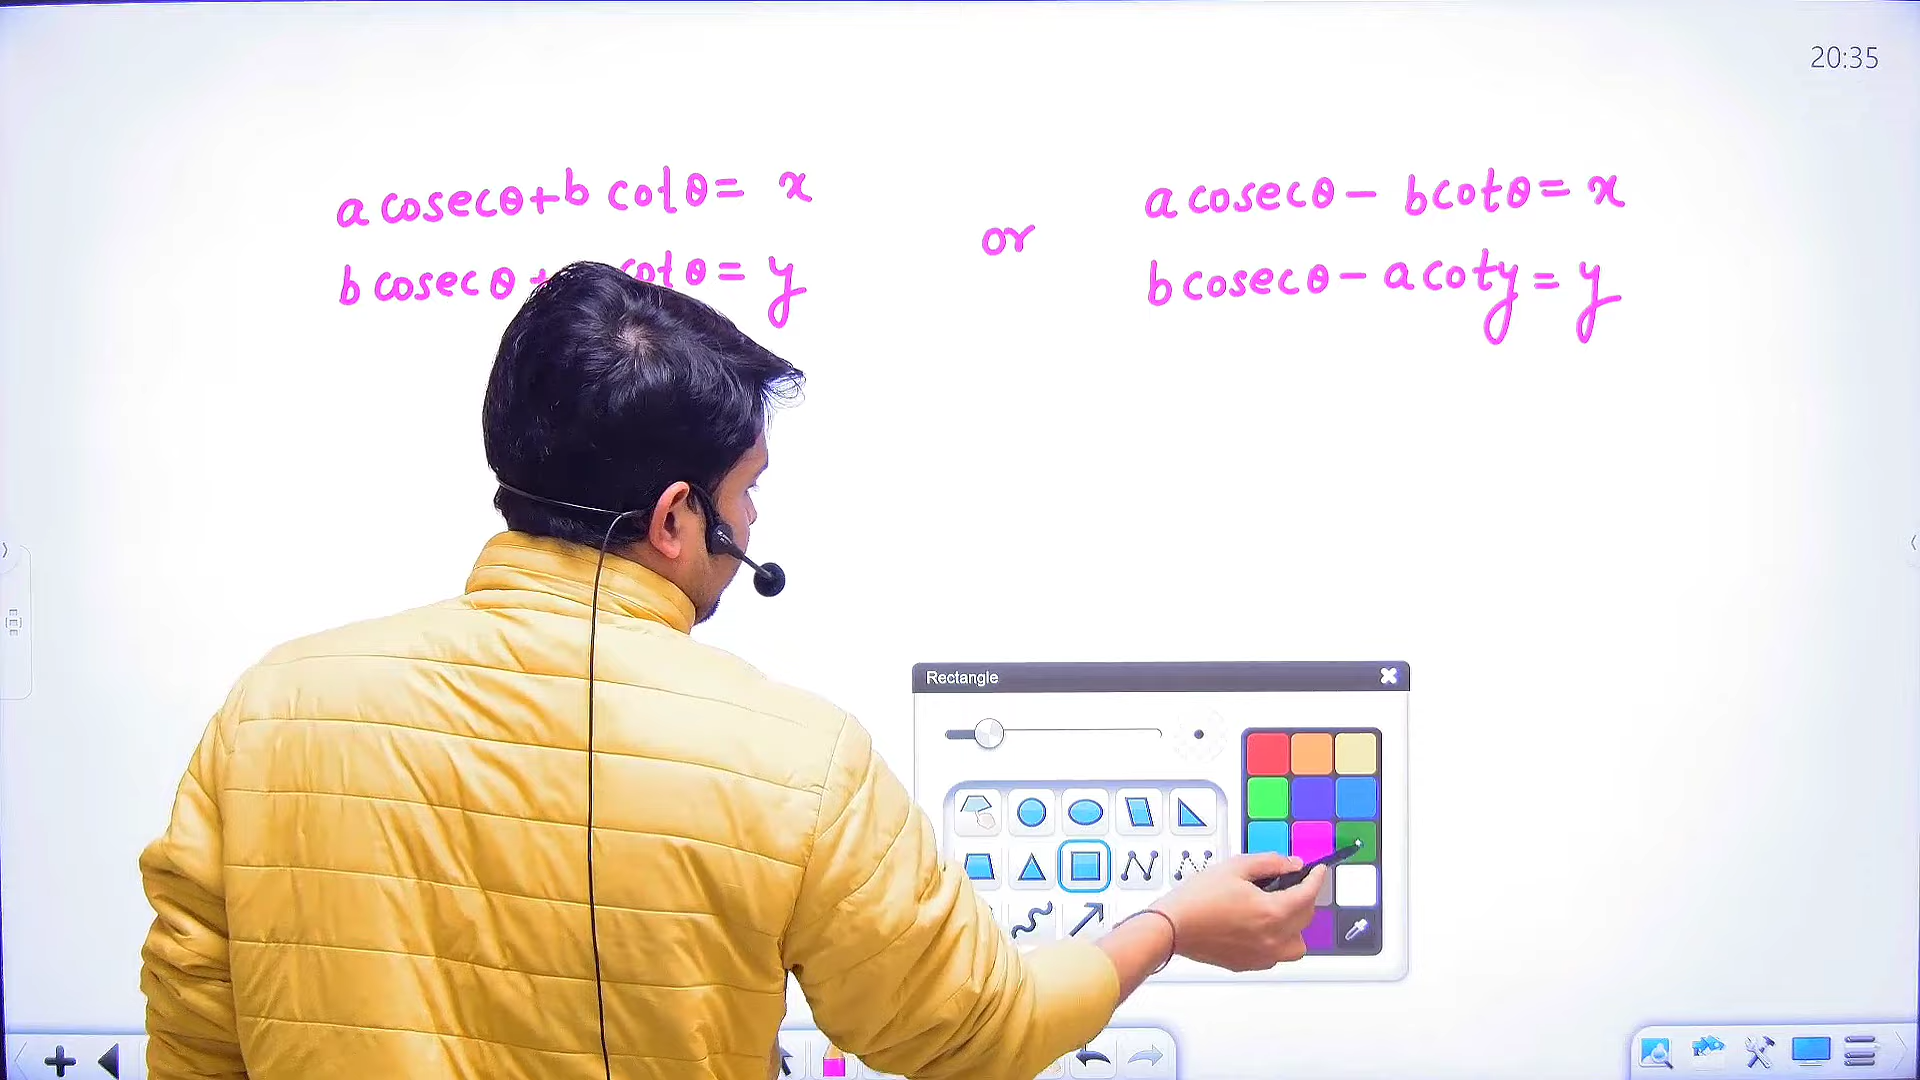 20:35
a cosecθ+b cotθ= x
b cosecθ+ cotθ= y
or
a cosecθ- bcotθ= x
b cosecθ- a coty = y
Rectangle